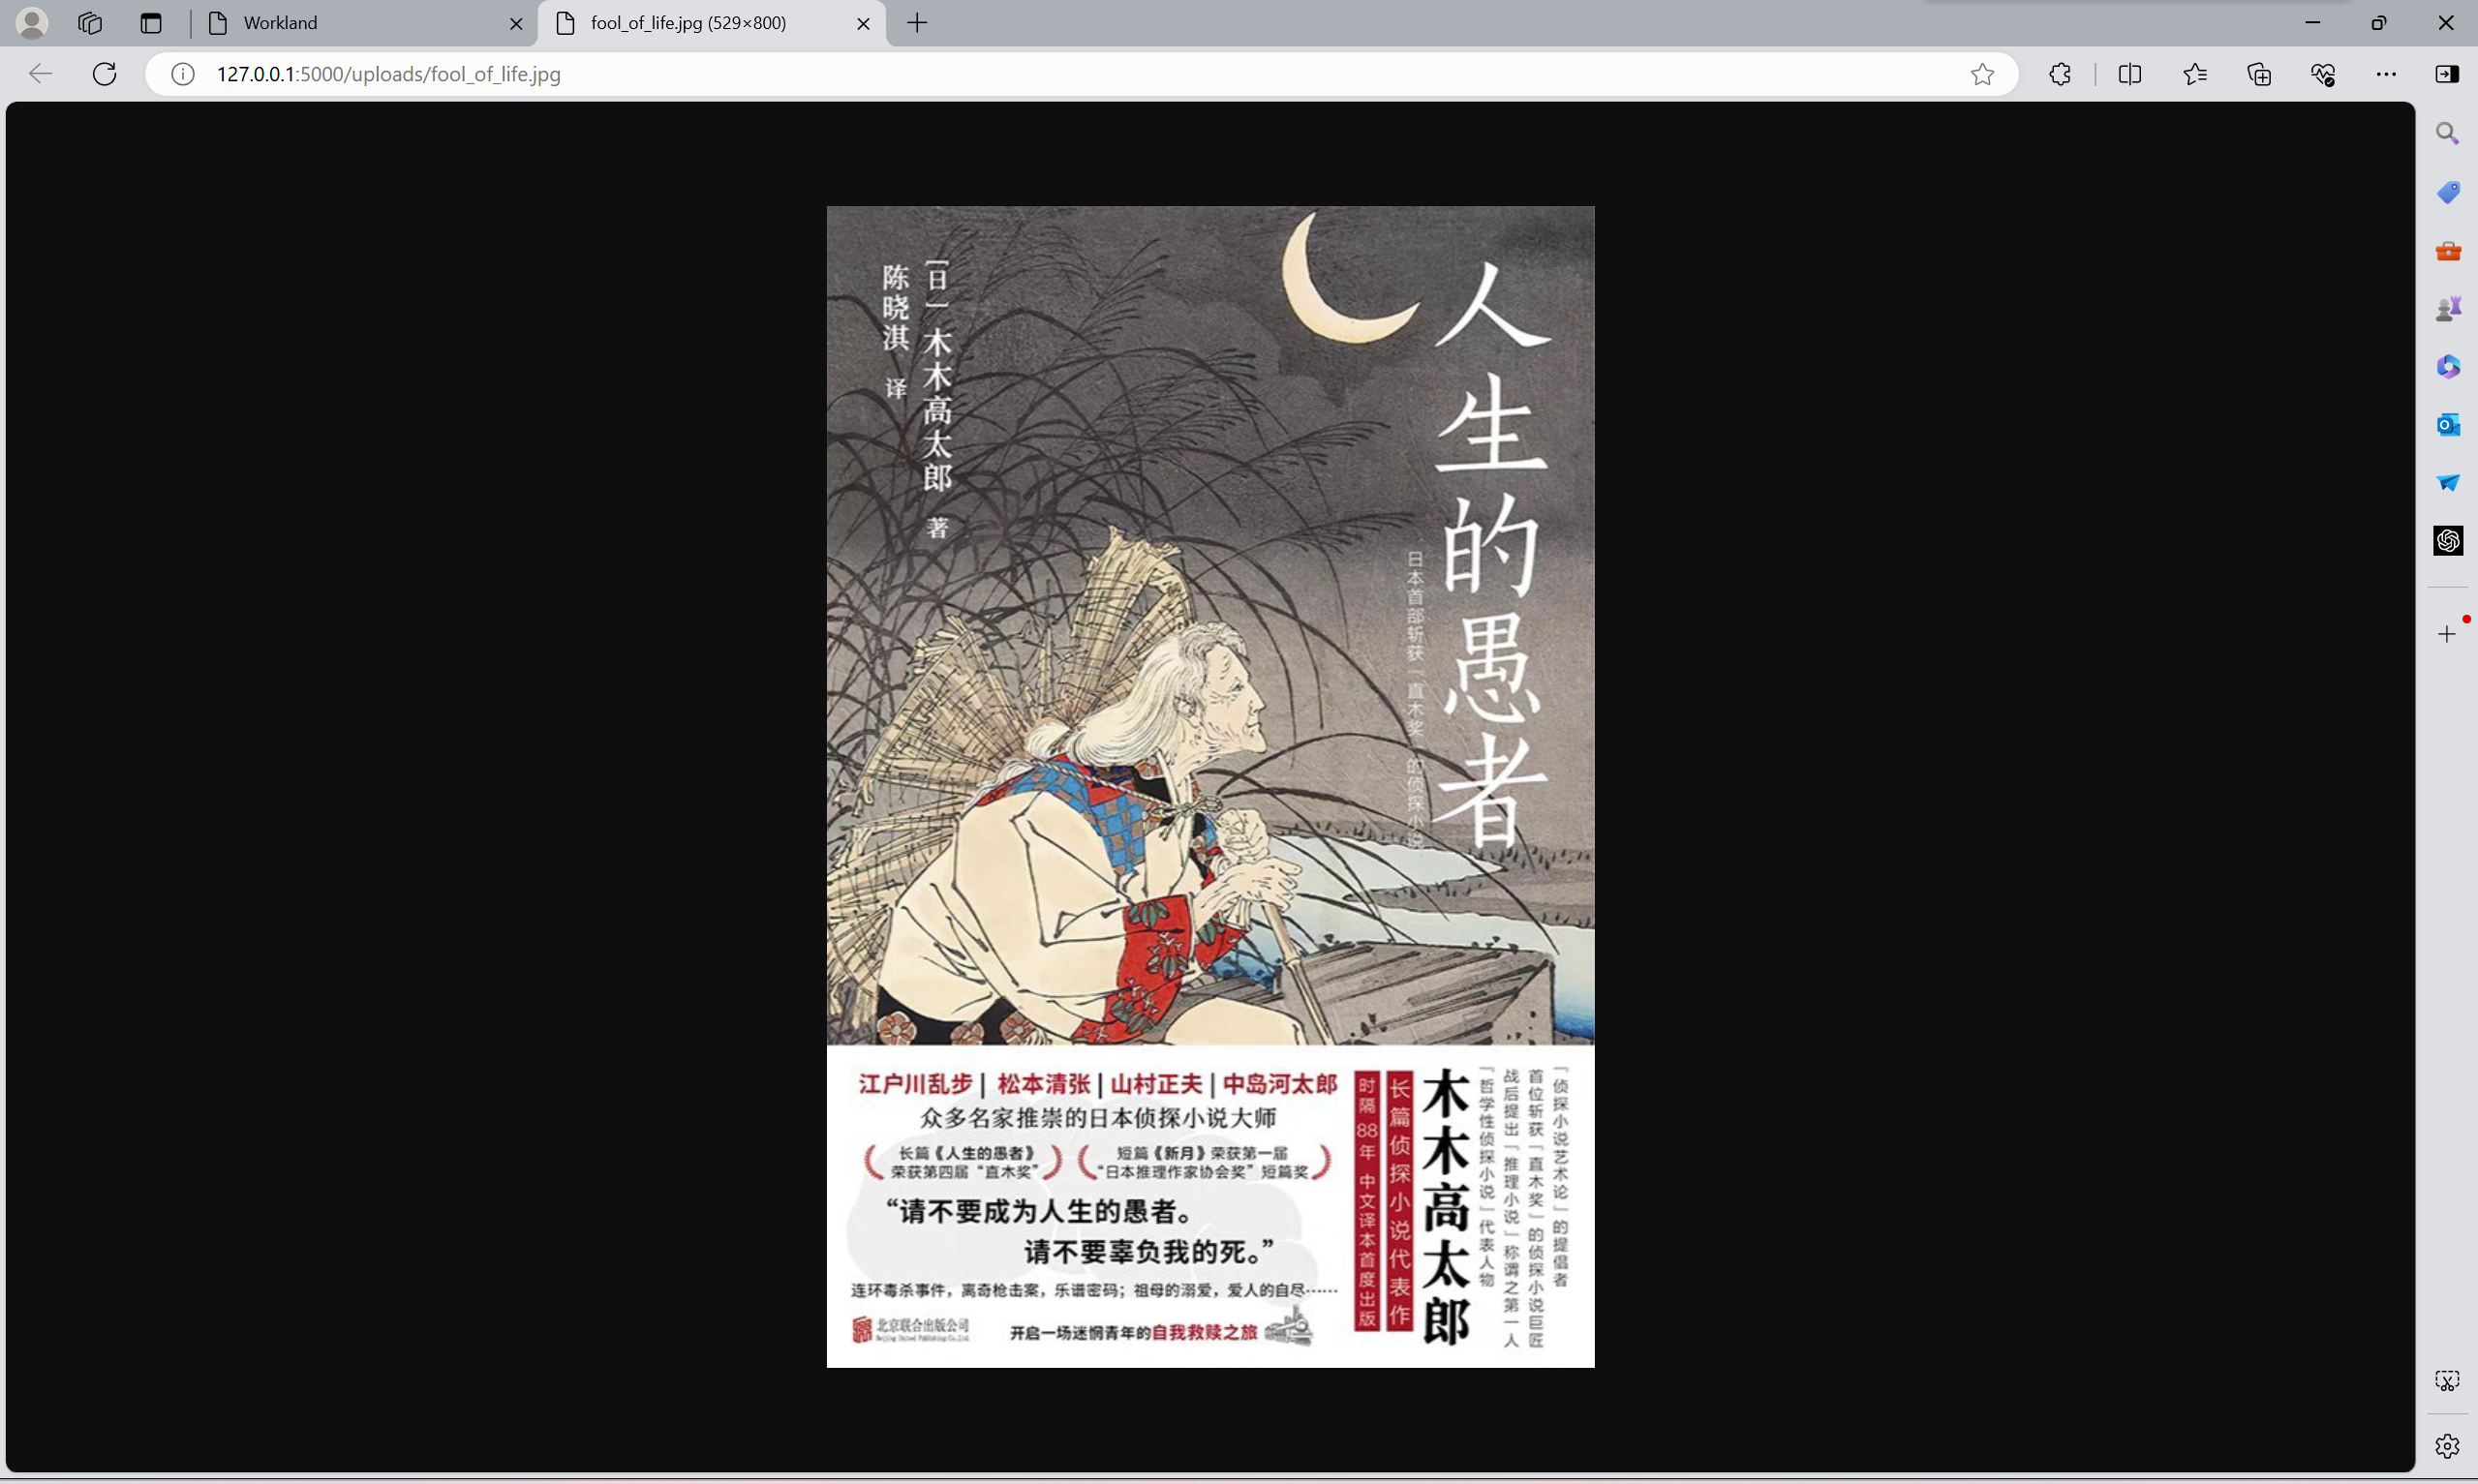 Workland
fool_of_life.jpg (529×800)
127.0.0.1:5000/uploads/fool_of_life.jpg
人生的愚者
日本首部斩获「直木奖」的侦探小说
［日］木木高太郎 著
陈晓淇 译
江户川乱步 | 松本清张 | 山村正夫 | 中岛河太郎
众多名家推崇的日本侦探小说大师
长篇《人生的愚者》
荣获第四届“直木奖”
短篇《新月》荣获第一届
“日本推理作家协会奖”短篇奖
“请不要成为人生的愚者。
请不要辜负我的死。”
连环毒杀事件，离奇枪击案，乐谱密码；祖母的溺爱，爱人的自尽……
北京联合出版公司
Beijing United Publishing Co.,Ltd.
开启一场迷惘青年的自我救赎之旅
「侦探小说艺术论」的提倡者
首位斩获「直木奖」的侦探小说巨匠
战后提出「推理小说」称谓之第一人
「哲学性侦探小说」代表人物
木木高太郎
长篇侦探小说代表作
时隔88年 中文译本首度出版